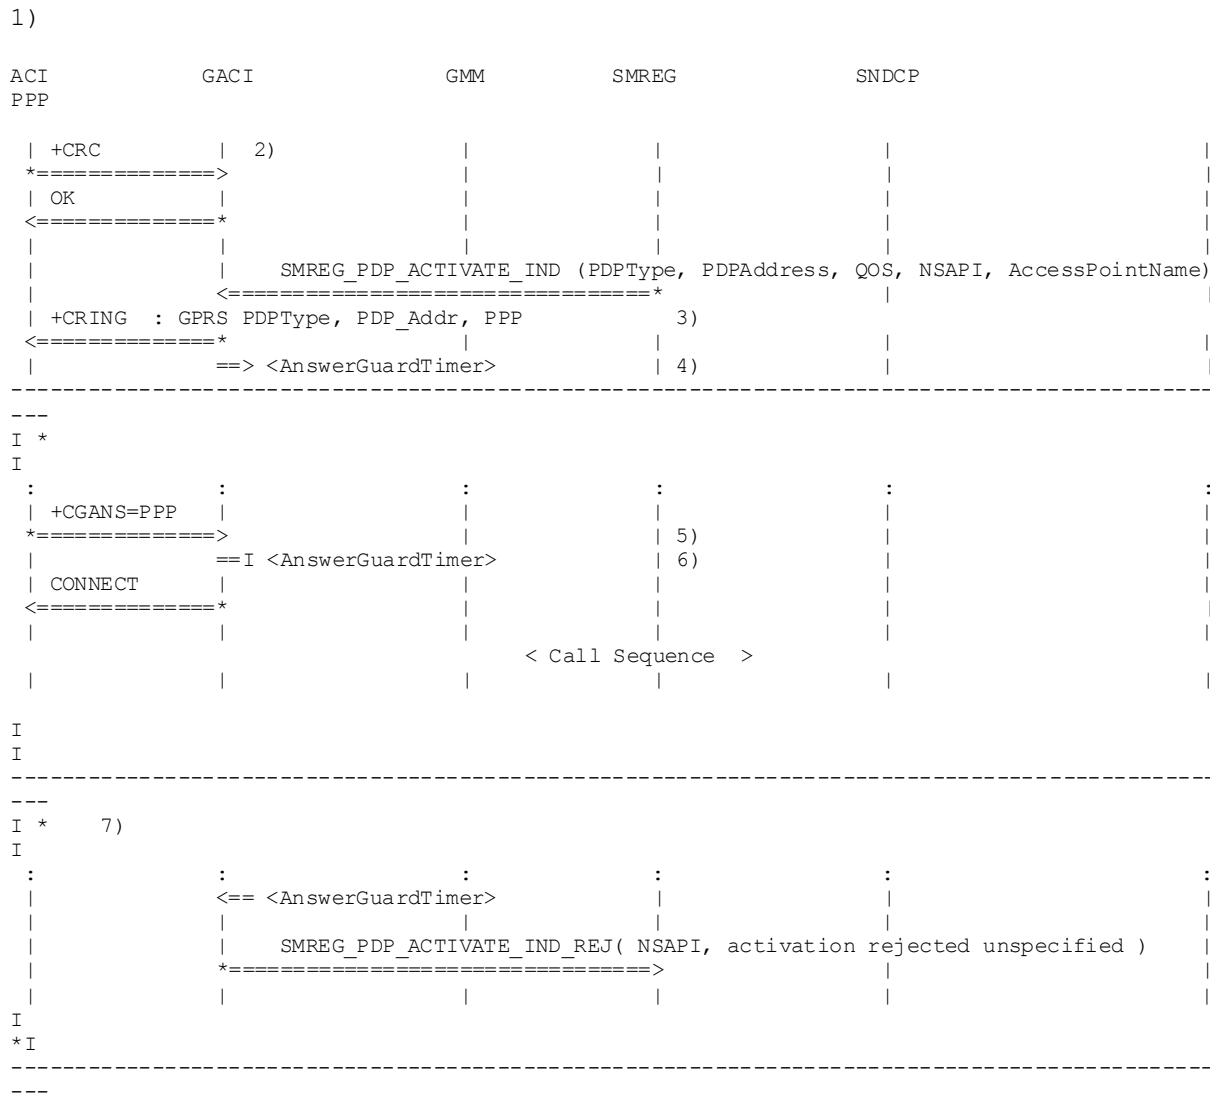 1)
ACI            GACI               GMM          SMREG              SNDCP
PPP
 | +CRC         |  2)               |              |                 |                        |
 *==============>                   |              |                 |                        |
 | OK           |                   |              |                 |                        |
 <==============*                   |              |                 |                        |
 |              |                   |              |                 |                        |
 |              |    SMREG_PDP_ACTIVATE_IND (PDPType, PDPAddress, QOS, NSAPI, AccessPointName)
 |              <=================================*                 |                        |
 | +CRING  : GPRS PDPType, PDP_Addr, PPP            3)
 <==============*                   |              |                 |                        |
 |              ==> <AnswerGuardTimer>             | 4)              |                        |
---------------------------------------------------------------------------------------------
---
I *
I
 :              :                   :              :                 :                        :
 | +CGANS=PPP   |                   |              |                 |                        |
 *==============>                   |              | 5)              |                        |
 |              ==I <AnswerGuardTimer>             | 6)              |                        |
 | CONNECT      |                   |              |                 |                        |
 <==============*                   |              |                 |                        |
 |              |                   |              |                 |                        |
                                        < Call Sequence  >
 |              |                   |              |                 |                        |
I
I
---------------------------------------------------------------------------------------------
---
I *    7)
I
 :              :                   :              :                 :                        :
 |              <== <AnswerGuardTimer>             |                 |                        |
 |              |                   |              |                 |                        |
 |              |    SMREG_PDP_ACTIVATE_IND_REJ( NSAPI, activation rejected unspecified )    |
 |              *=================================>                 |                        |
 |              |                   |              |                 |                        |
I
*I
---------------------------------------------------------------------------------------------
---